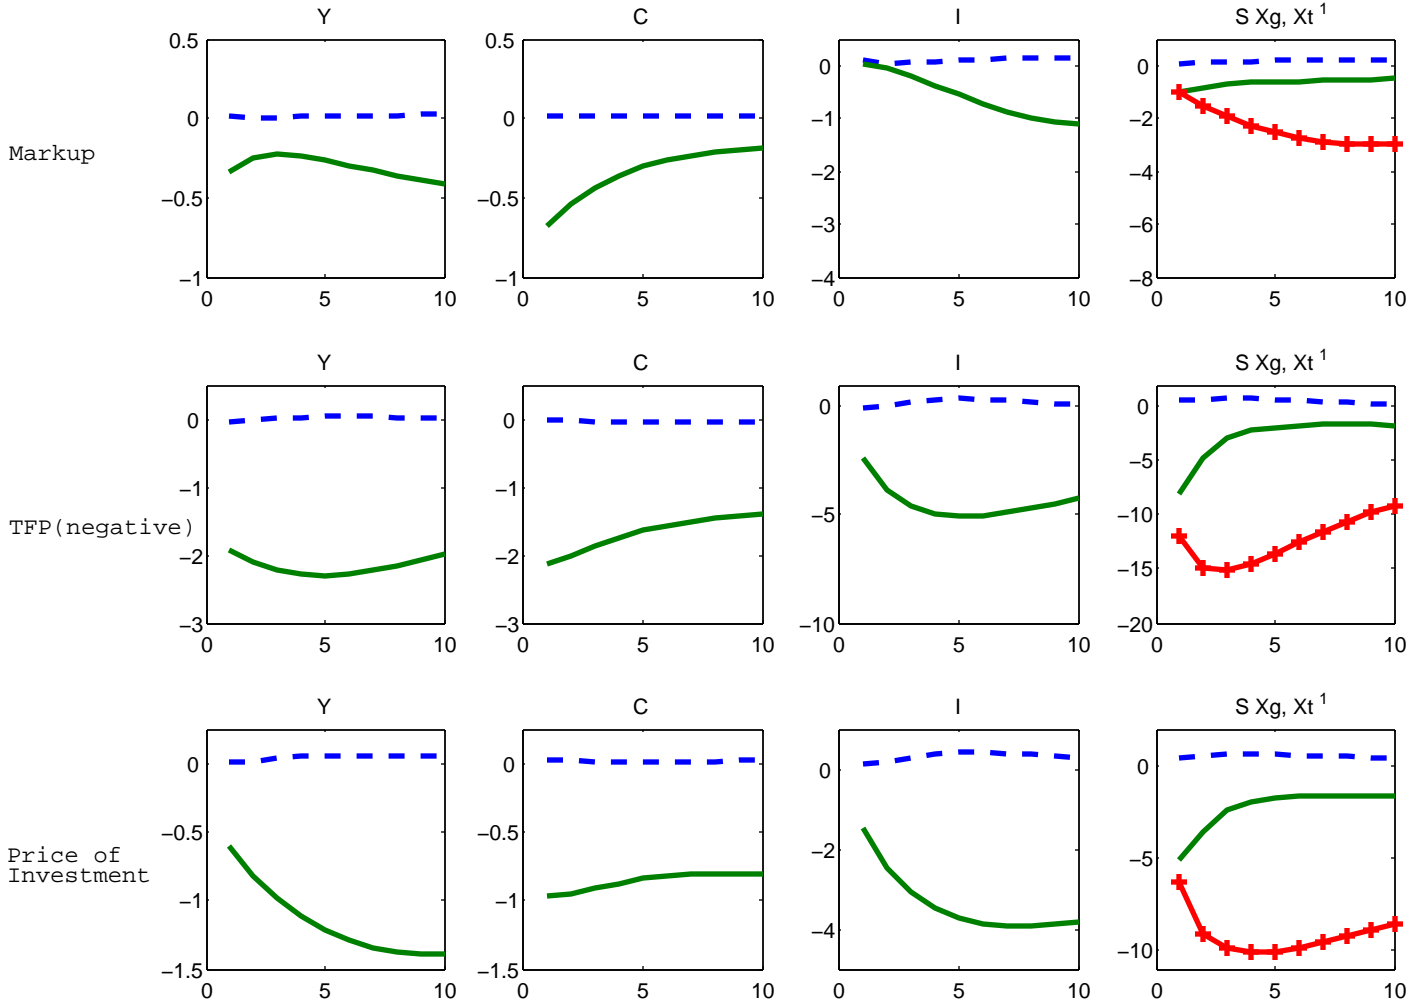 Y C I S Xg, Xt 1
0.5 0.5 0 0
0 0 −1 −2
Markup
−0.5 −0.5 −2 −4
−3 −6
−1 −1 −4 −8
0 5 10 0 5 10 0 5 10 0 5 10
Y C I S Xg, Xt 1
0 0 0 0
−1 −1 −5 −5
TFP(negative)
−2 −2 −10
−15
−3 −3 −10 −20
0 5 10 0 5 10 0 5 10 0 5 10
Y C I S Xg, Xt 1
0 0 0 0
−0.5 −0.5 −2 −5
Price of
Investment
−1 −1 −4 −10
−1.5 −1.5
0 5 10 0 5 10 0 5 10 0 5 10